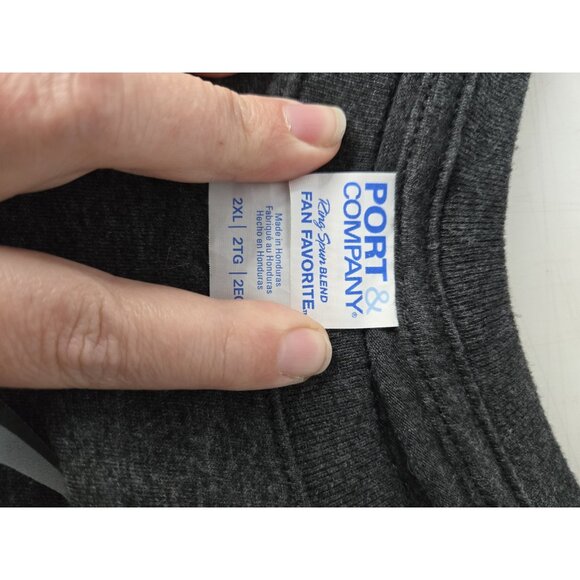 PORT &
COMPANY®
Ring Spun BLEND
FAN FAVORITE™
Made in Honduras
Fabriqué au Honduras
Hecho en Honduras
2XL | 2TG | 2EG